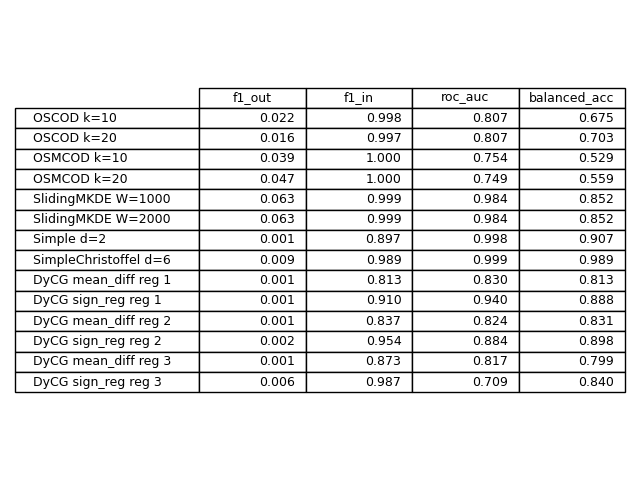 f1_out f1_in roc_auc balanced_acc
OSCOD k=10 0.022 0.998 0.807 0.675
OSCOD k=20 0.016 0.997 0.807 0.703
OSMCOD k=10 0.039 1.000 0.754 0.529
OSMCOD k=20 0.047 1.000 0.749 0.559
SlidingMKDE W=1000 0.063 0.999 0.984 0.852
SlidingMKDE W=2000 0.063 0.999 0.984 0.852
Simple d=2 0.001 0.897 0.998 0.907
SimpleChristoffel d=6 0.009 0.989 0.999 0.989
DyCG mean_diff reg 1 0.001 0.813 0.830 0.813
DyCG sign_reg reg 1 0.001 0.910 0.940 0.888
DyCG mean_diff reg 2 0.001 0.837 0.824 0.831
DyCG sign_reg reg 2 0.002 0.954 0.884 0.898
DyCG mean_diff reg 3 0.001 0.873 0.817 0.799
DyCG sign_reg reg 3 0.006 0.987 0.709 0.840